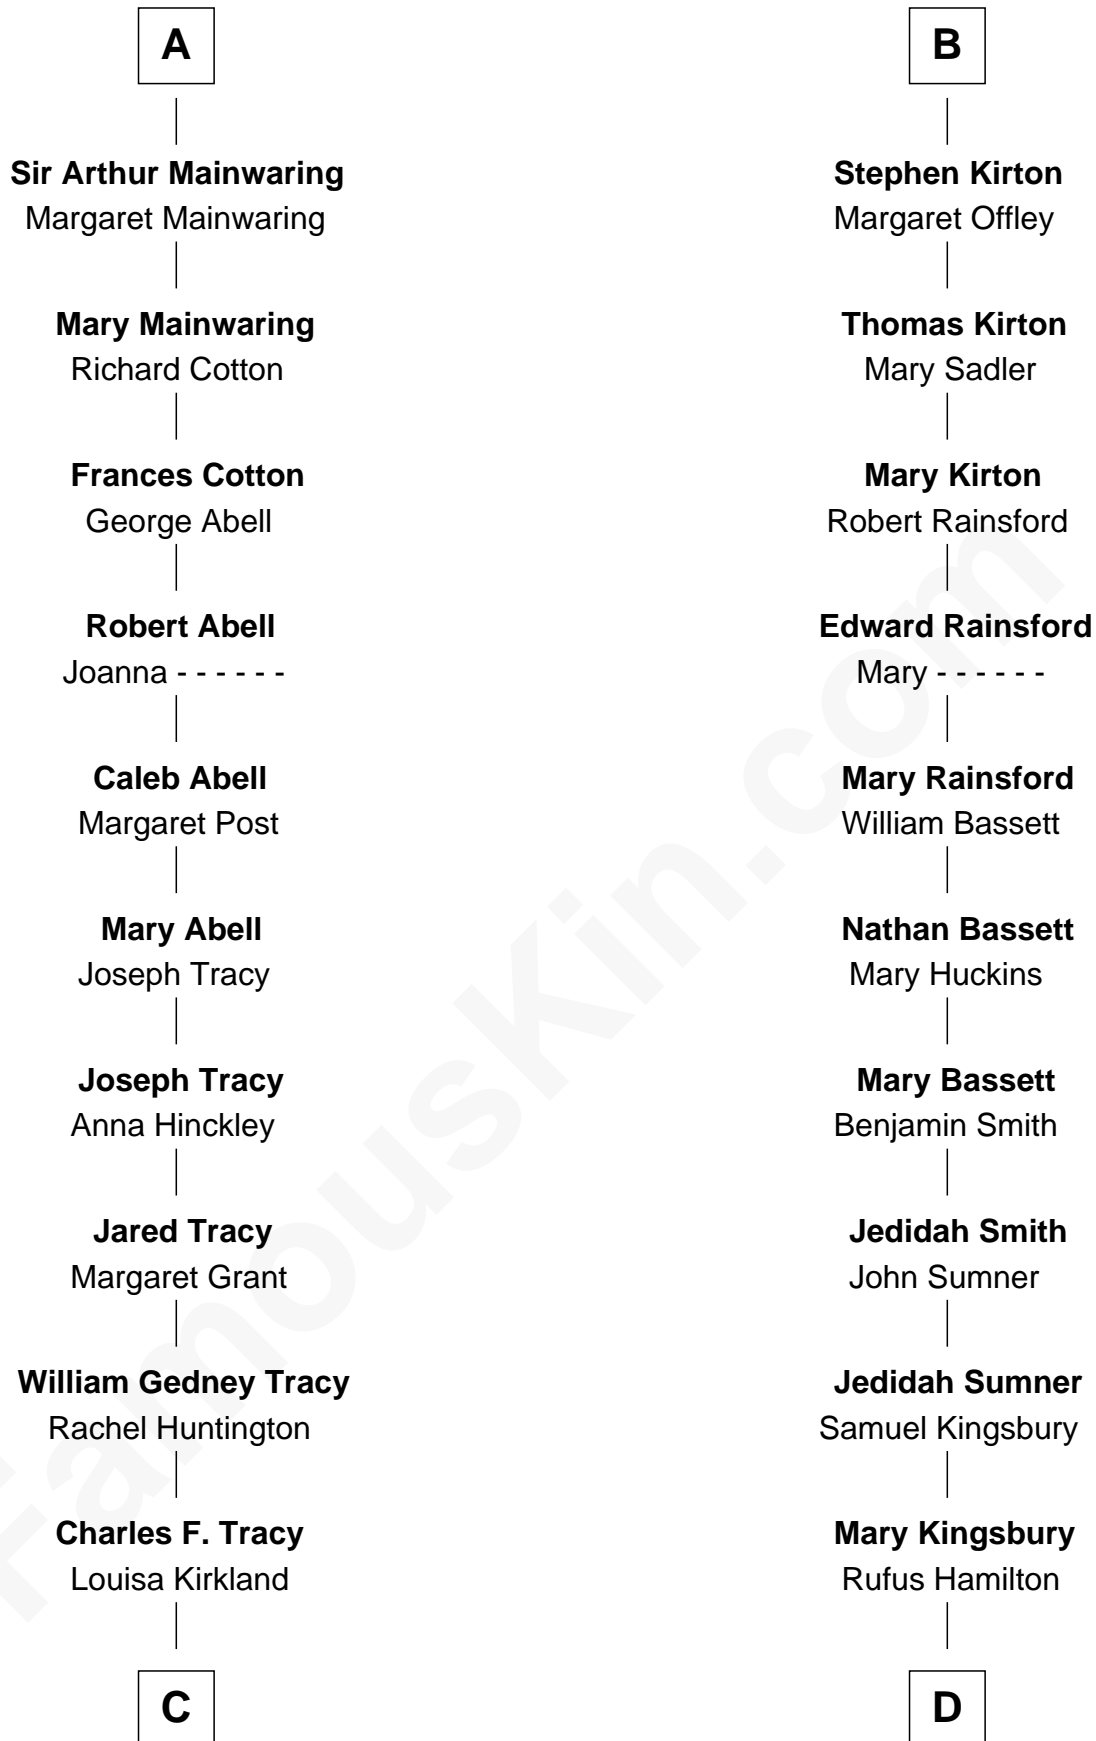 A
Sir Arthur Mainwaring
Margaret Mainwaring
Mary Mainwaring
Richard Cotton
Frances Cotton
George Abell
Robert Abell
Joanna - - - - - -
Caleb Abell
Margaret Post
Mary Abell
Joseph Tracy
Joseph Tracy
Anna Hinckley
Jared Tracy
Margaret Grant
William Gedney Tracy
Rachel Huntington
Charles F. Tracy
Louisa Kirkland
C
B
Stephen Kirton
Margaret Offley
Thomas Kirton
Mary Sadler
Mary Kirton
Robert Rainsford
Edward Rainsford
Mary - - - - - -
Mary Rainsford
William Bassett
Nathan Bassett
Mary Huckins
Mary Bassett
Benjamin Smith
Jedidah Smith
John Sumner
Jedidah Sumner
Samuel Kingsbury
Mary Kingsbury
Rufus Hamilton
D
FamousKin.com